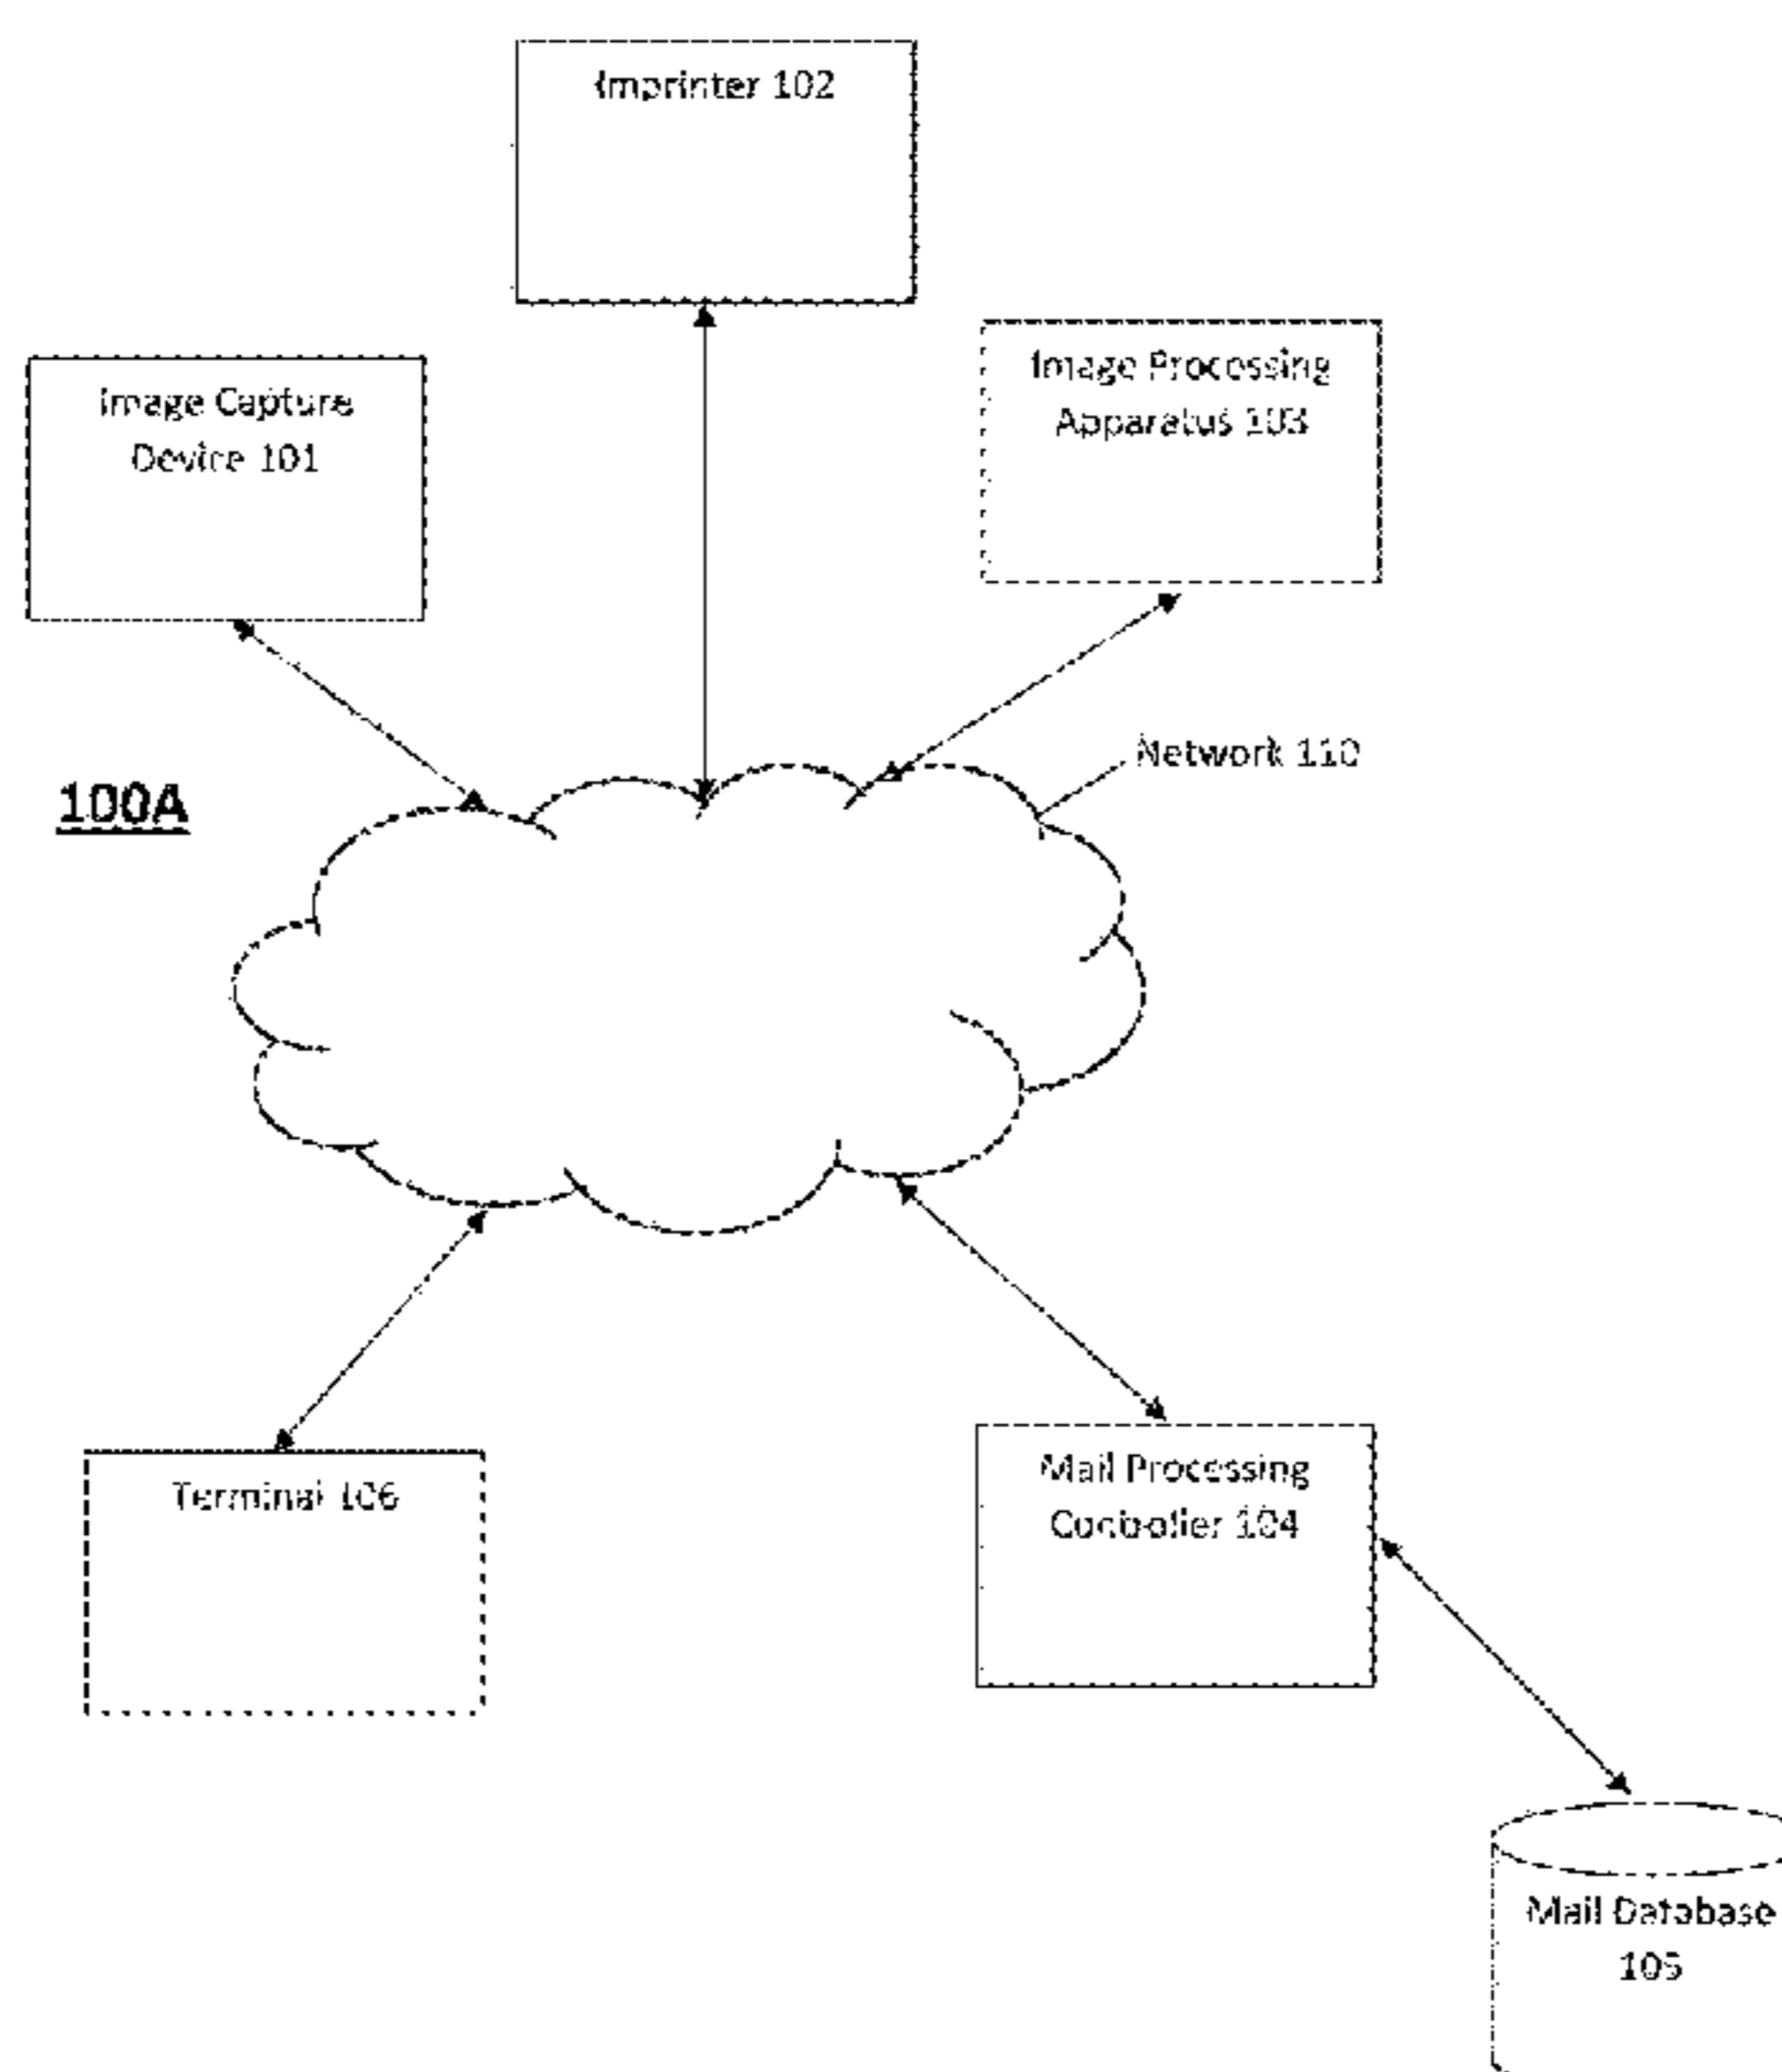 Imprinter 102
Image Processing
Apparatus 103
Image Capture
Device 101
Network 110
100A
Terminal 106
Mail Processing
Controller 104
Mail Database
105